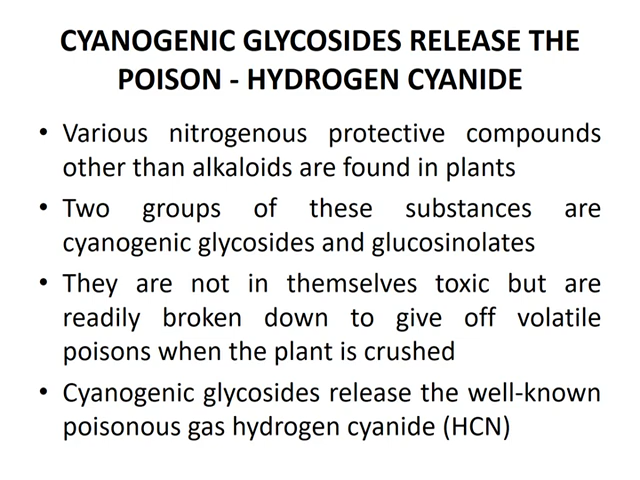 CYANOGENIC GLYCOSIDES RELEASE THE
POISON - HYDROGEN CYANIDE
• Various nitrogenous protective compounds
other than alkaloids are found in plants
• Two groups of these substances are
cyanogenic glycosides and glucosinolates
• They are not in themselves toxic but are
readily broken down to give off volatile
poisons when the plant is crushed
• Cyanogenic glycosides release the well-known
poisonous gas hydrogen cyanide (HCN)